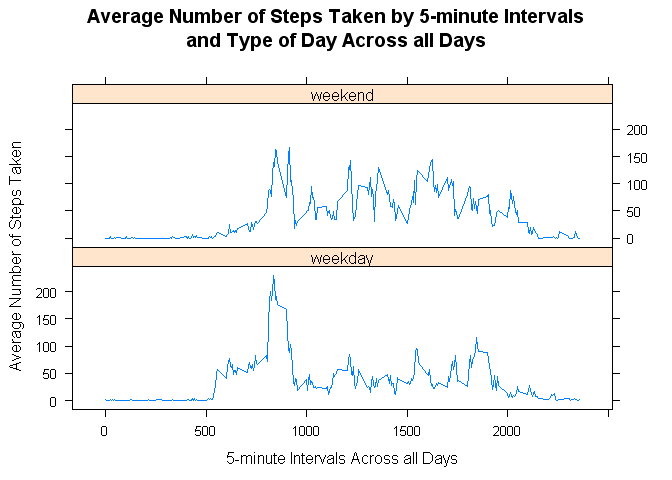 Average Number of Steps Taken by 5-minute Intervals
and Type of Day Across all Days
weekend
200
150
100
50
0
weekday
200
150
100
50
0
0 500 1000 1500 2000
5-minute Intervals Across all Days
Average Number of Steps Taken